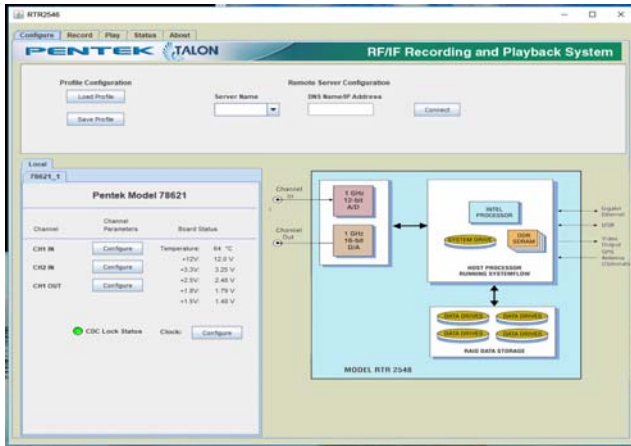 RTR2546
Configure Record Play Status About
PENTEK TALON RF/IF Recording and Playback System
Profile Configuration
Load Profile
Save Profile
Remote Server Configuration
Server Name DNS Name/IP Address
Connect
Local
78621_1
Pentek Model 78621
Channel Channel Parameters Board Status
CH1 IN Configure Temperature: 64 °C
+12V: 12.0 V
CH2 IN Configure +3.3V: 3.25 V
+2.5V: 2.48 V
CH1 OUT Configure +1.8V: 1.79 V
+1.5V: 1.48 V
CDC Lock Status Clock: Configure
Channel In
1 GHz
12-bit
A/D
Channel Out
1 GHz
16-bit
D/A
INTEL
PROCESSOR
SYSTEM DRIVE
DDR
SDRAM
HOST PROCESSOR
RUNNING SYSTEMFLOW
Gigabit
Ethernet
USB
Video
Output
GPS
Antenna
(Optional)
DATA DRIVES DATA DRIVES
DATA DRIVES DATA DRIVES
RAID DATA STORAGE
MODEL RTR 2548